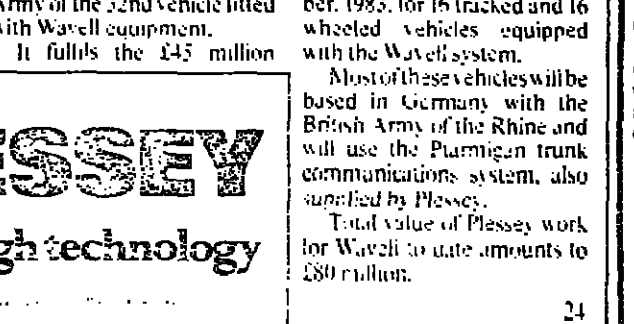 Army of the 32nd vehicle fitted
with Wavell equipment.
It fulfils the £45 million
ber, 1983, for 16 tracked and 16
wheeled vehicles equipped
with the Wavell system.
Most of these vehicles will be
based in Germany with the
British Army of the Rhine and
will use the Ptarmigan trunk
communications system, also
supplied by Plessey.
Total value of Plessey work
for Wavell to date amounts to
£80 million.
SSEY
gh technology
24